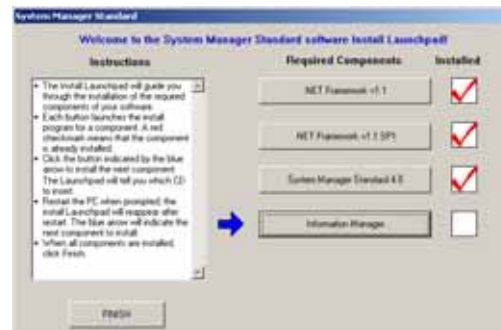 System Manager Standard
Welcome to the System Manager Standard software Install Launchpad!
Instructions
Required Components
Installed
• The Install Launchpad will guide you
through the installation of the required
components of your software.
• Each button launches the install
program for a component. A red
checkmark means that the component
is already installed.
• Click the button indicated by the blue
arrow to install the next component.
The Launchpad will tell you which CD
to insert.
• Restart the PC when prompted, the
install Launchpad will reappear after
restart. The blue arrow will indicate the
next component to install.
• When all components are installed,
click Finish.
.NET Framework v1.1
.NET Framework v1.1 SP1
System Manager Standard 4.0
Information Manager
FINISH